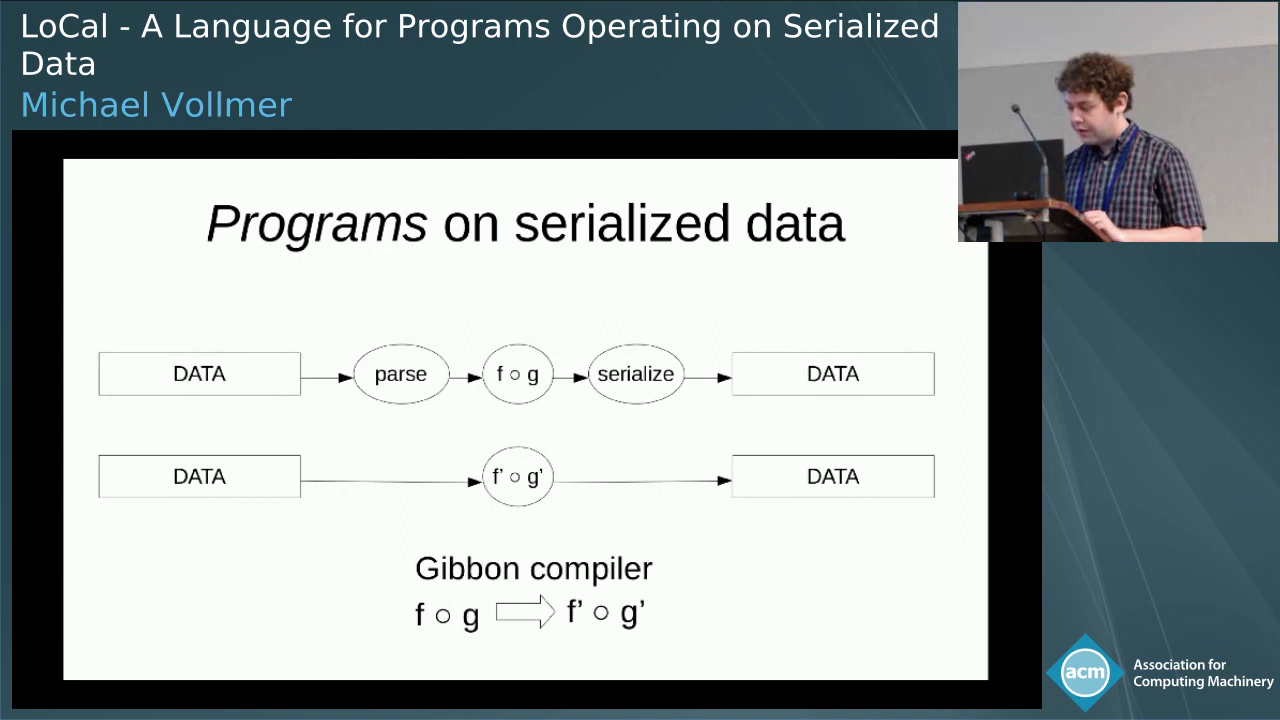 LoCal - A Language for Programs Operating on Serialized
Data
Michael Vollmer
Programs on serialized data
DATA parse f ○ g serialize DATA
DATA f' ○ g' DATA
Gibbon compiler
f ○ g f' ○ g'
acm
Association for
Computing Machinery